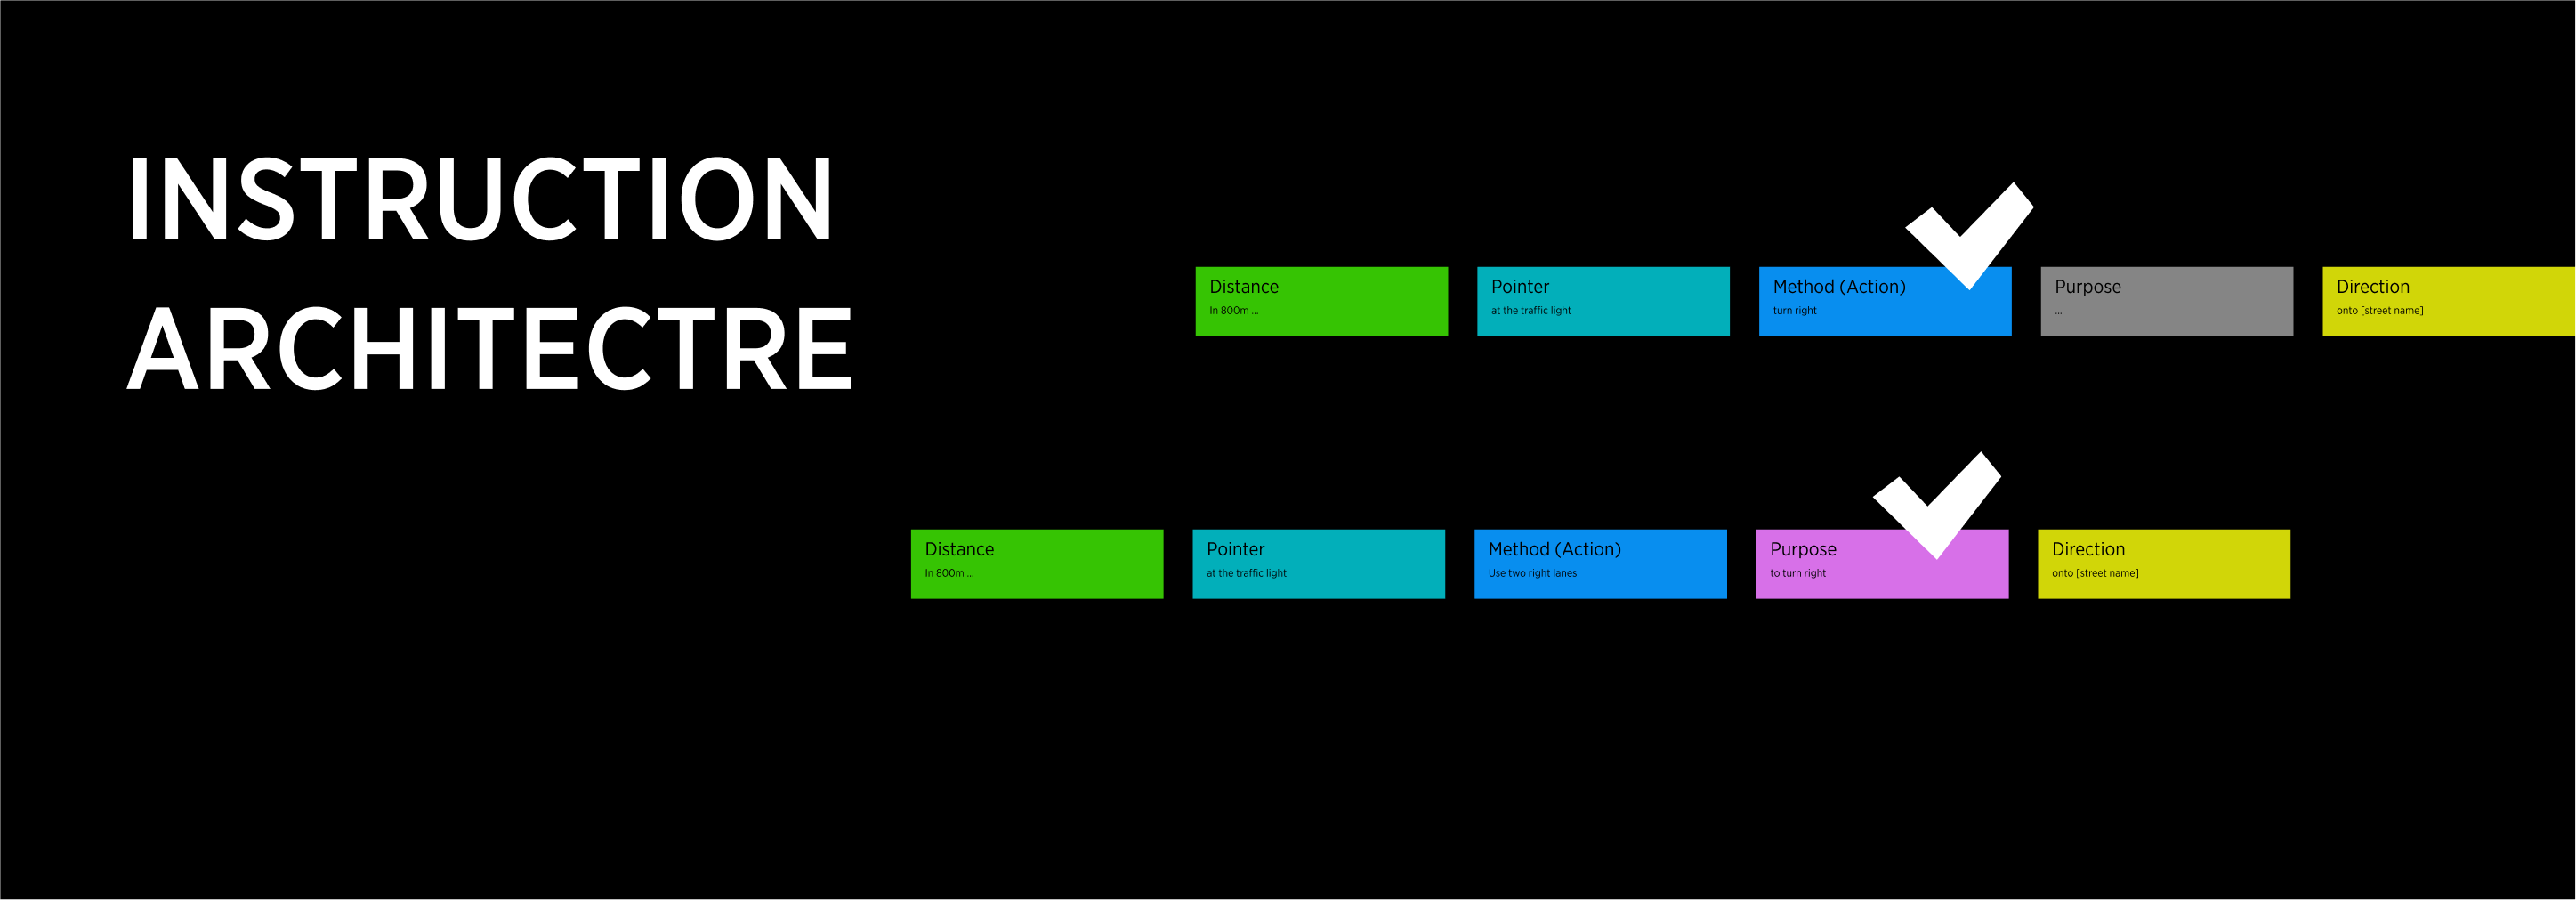 INSTRUCTION
ARCHITECTRE
Distance
In 800m ...
Pointer
at the traffic light
Method (Action)
turn right
Purpose
...
Direction
onto [street name]
Distance
In 800m ...
Pointer
at the traffic light
Method (Action)
Use two right lanes
Purpose
to turn right
Direction
onto [street name]